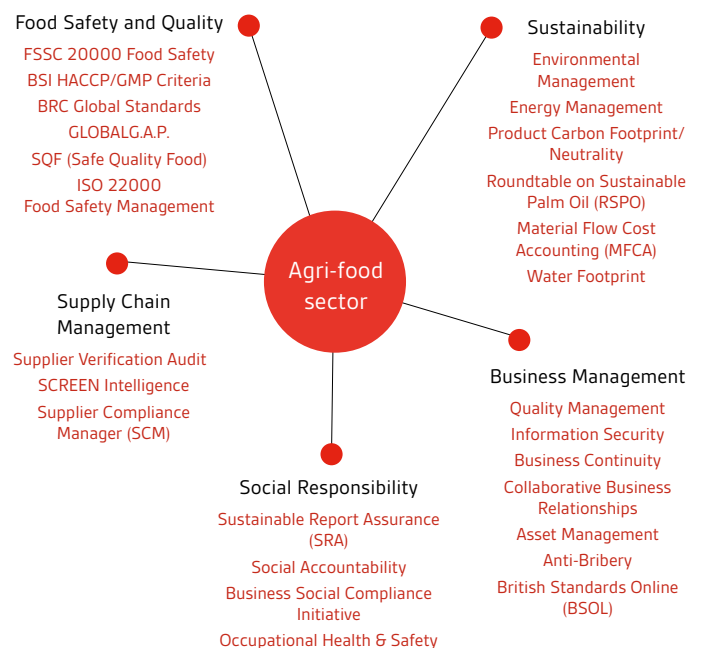 Food Safety and Quality
FSSC 20000 Food Safety
BSI HACCP/GMP Criteria
BRC Global Standards
GLOBALG.A.P.
SQF (Safe Quality Food)
ISO 22000
Food Safety Management
Sustainability
Environmental
Management
Energy Management
Product Carbon Footprint/
Neutrality
Roundtable on Sustainable
Palm Oil (RSPO)
Material Flow Cost
Accounting (MFCA)
Water Footprint
Agri-food
sector
Supply Chain
Management
Supplier Verification Audit
SCREEN Intelligence
Supplier Compliance
Manager (SCM)
Business Management
Quality Management
Information Security
Business Continuity
Collaborative Business
Relationships
Asset Management
Anti-Bribery
British Standards Online
(BSOL)
Social Responsibility
Sustainable Report Assurance
(SRA)
Social Accountability
Business Social Compliance
Initiative
Occupational Health & Safety